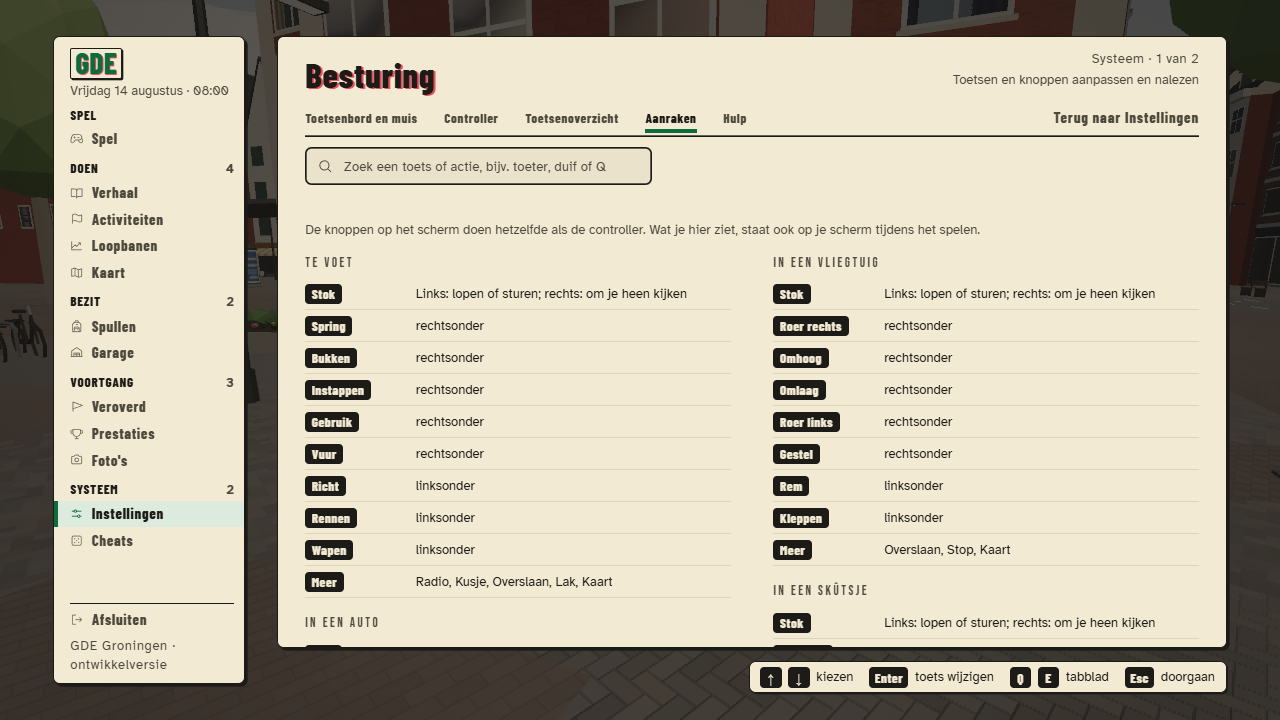 GDE
Vrijdag 14 augustus · 08:00
SPEL
Spel
DOEN 4
Verhaal
Activiteiten
Loopbanen
Kaart
BEZIT 2
Spullen
Garage
VOORTGANG 3
Veroverd
Prestaties
Foto's
SYSTEEM 2
Instellingen
Cheats
Afsluiten
GDE Groningen ·
ontwikkelversie
Besturing
Systeem · 1 van 2
Toetsen en knoppen aanpassen en nalezen
Toetsenbord en muis Controller Toetsenoverzicht Aanraken Hulp Terug naar Instellingen
Zoek een toets of actie, bijv. toeter, duif of Q
De knoppen op het scherm doen hetzelfde als de controller. Wat je hier ziet, staat ook op je scherm tijdens het spelen.
TE VOET
Stok Links: lopen of sturen; rechts: om je heen kijken
Spring rechtsonder
Bukken rechtsonder
Instappen rechtsonder
Gebruik rechtsonder
Vuur rechtsonder
Richt linksonder
Rennen linksonder
Wapen linksonder
Meer Radio, Kusje, Overslaan, Lak, Kaart
IN EEN AUTO
IN EEN VLIEGTUIG
Stok Links: lopen of sturen; rechts: om je heen kijken
Roer rechts rechtsonder
Omhoog rechtsonder
Omlaag rechtsonder
Roer links rechtsonder
Gestel rechtsonder
Rem linksonder
Kleppen linksonder
Meer Overslaan, Stop, Kaart
IN EEN SKÛTSJE
Stok Links: lopen of sturen; rechts: om je heen kijken
↑ ↓ kiezen Enter toets wijzigen Q E tabblad Esc doorgaan